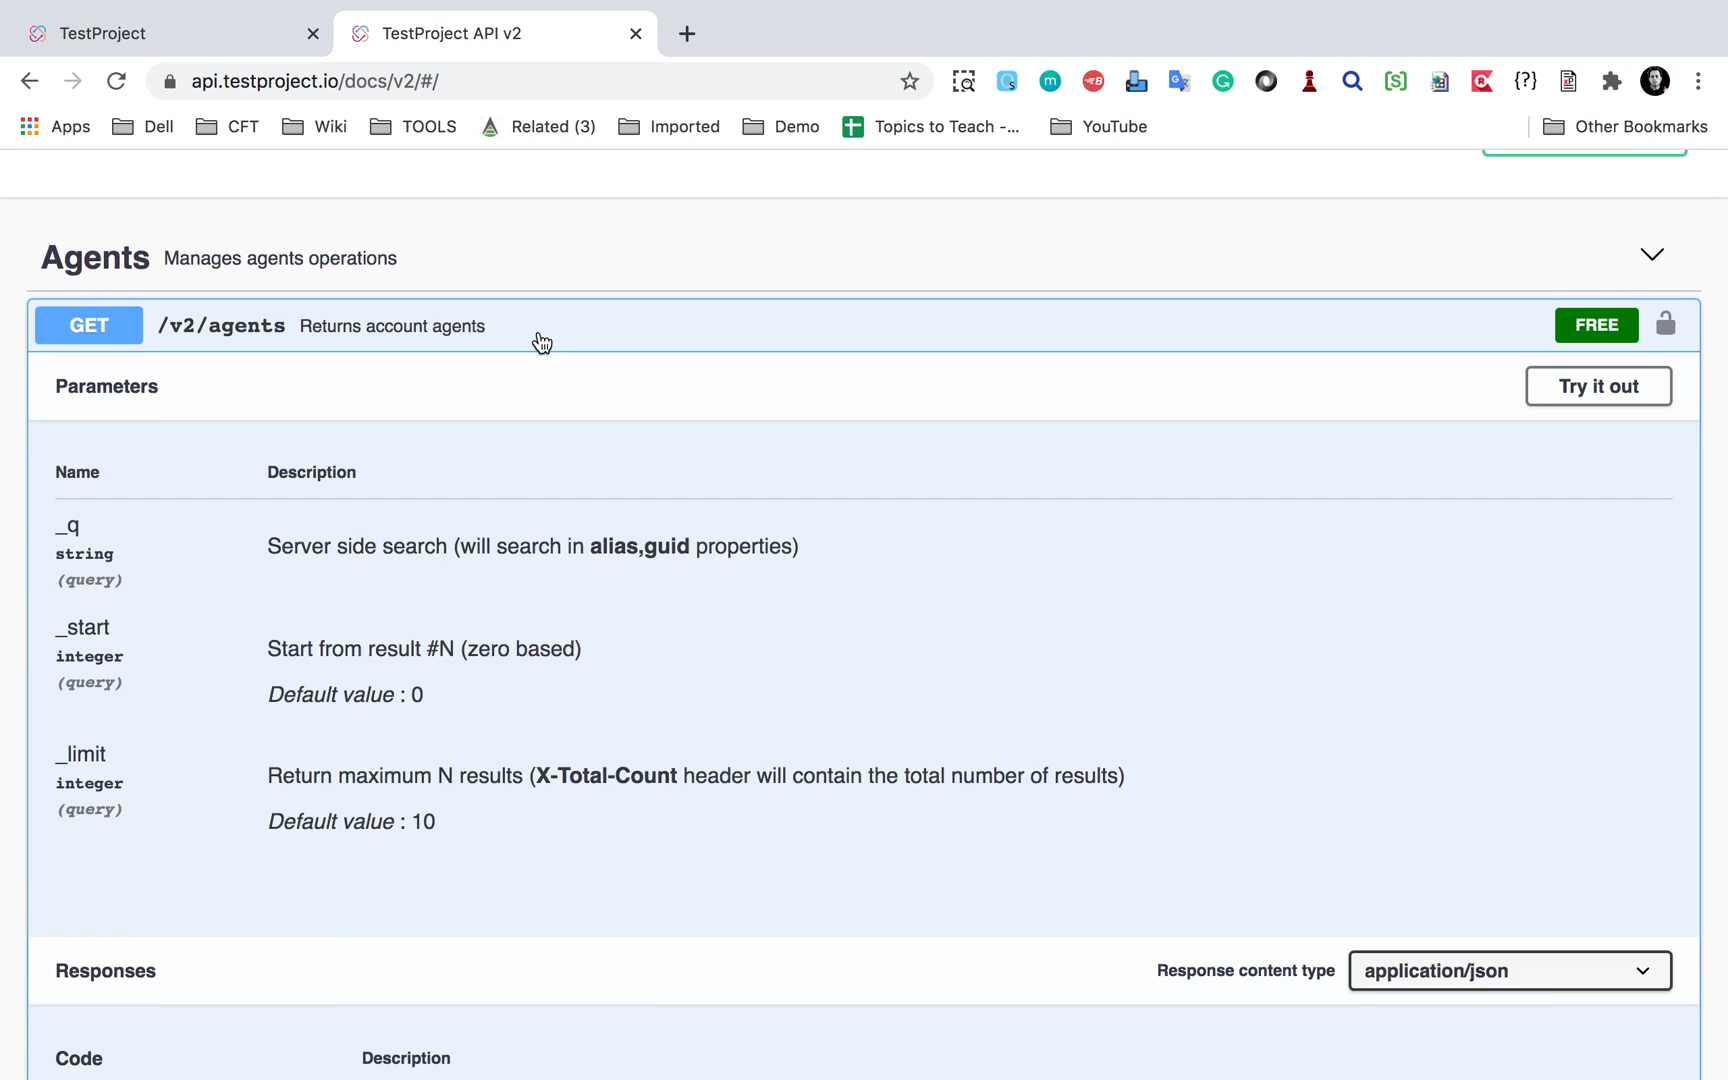 TestProject
TestProject API v2
api.testproject.io/docs/v2/#/
Apps
Dell
CFT
Wiki
TOOLS
Related (3)
Imported
Demo
Topics to Teach -...
YouTube
Other Bookmarks
Agents Manages agents operations
GET /v2/agents Returns account agents FREE
Parameters Try it out
Name Description
_q
string
(query)
Server side search (will search in alias,guid properties)
_start
integer
(query)
Start from result #N (zero based)
Default value : 0
_limit
integer
(query)
Return maximum N results (X-Total-Count header will contain the total number of results)
Default value : 10
Responses Response content type application/json
Code Description